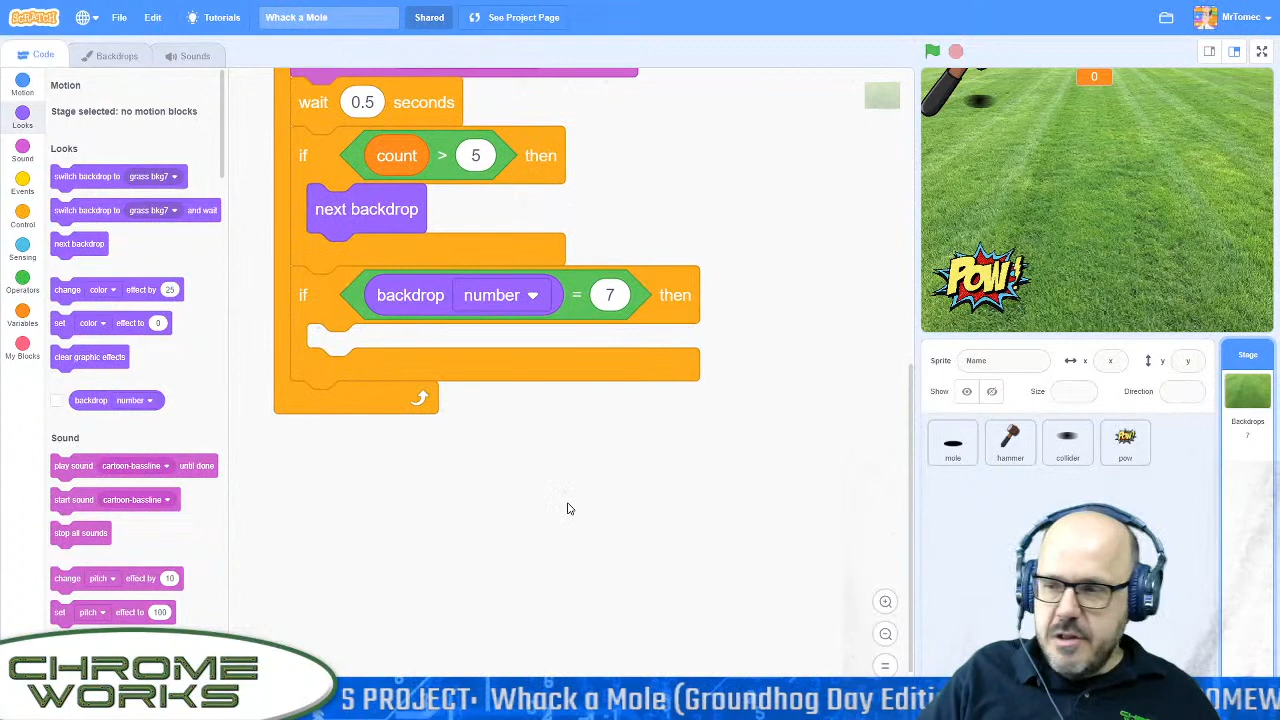 SCRATCH
File
Edit
Tutorials
Whack a Mole
Shared
See Project Page
MrTomec
Code
Backdrops
Sounds
Motion
Looks
Sound
Events
Control
Sensing
Operators
Variables
My Blocks
Motion
Stage selected: no motion blocks
Looks
switch backdrop to grass bkg7
switch backdrop to grass bkg7 and wait
next backdrop
change color effect by 25
set color effect to 0
clear graphic effects
backdrop number
Sound
play sound cartoon-bassline until done
start sound cartoon-bassline
stop all sounds
change pitch effect by 10
set pitch effect to 100
wait 0.5 seconds
if count > 5 then
next backdrop
if backdrop number = 7 then
0
POW!
Sprite Name x x y y
Show Size Direction
mole
hammer
collider
pow
Stage
Backdrops
7
CHROME
WORKS
S PROJECT: Whack a Mole (Groundhog Day Editi
OMEW